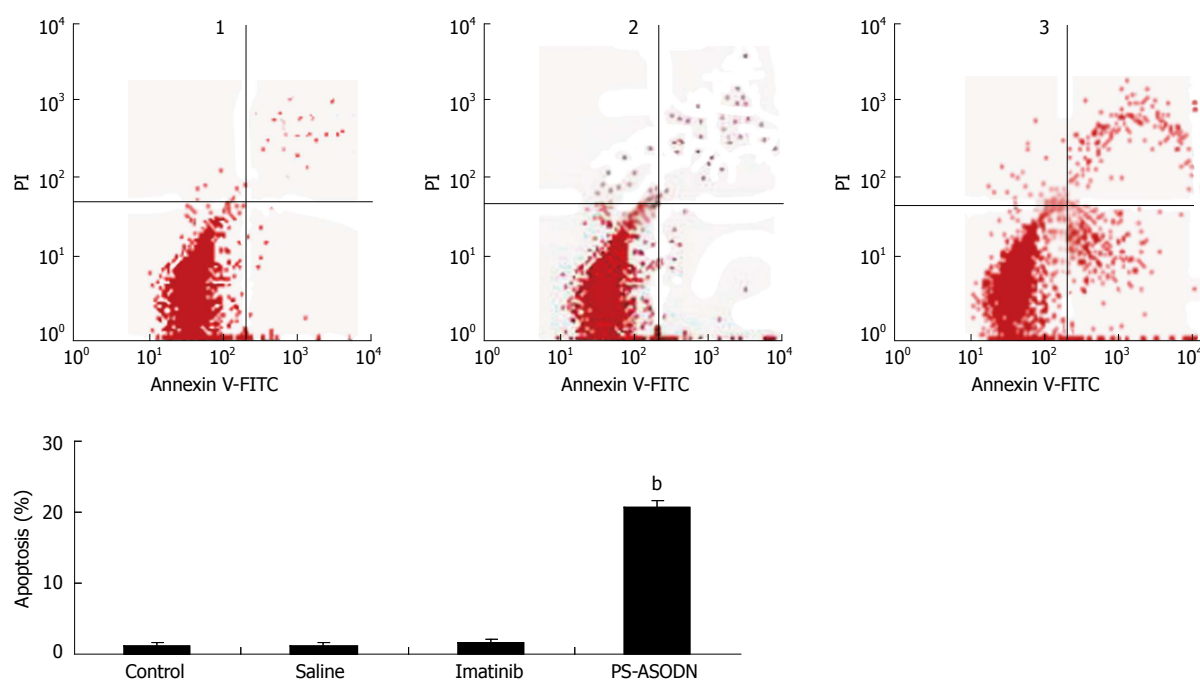 1
2
3
10⁴
10³
10²
10¹
10⁰
PI
10⁰ 10¹ 10² 10³ 10⁴
Annexin V-FITC
10⁴
10³
10²
10¹
10⁰
PI
10⁰ 10¹ 10² 10³ 10⁴
Annexin V-FITC
10⁴
10³
10²
10¹
10⁰
PI
10⁰ 10¹ 10² 10³ 10⁴
Annexin V-FITC
30
20
10
0
Apoptosis (%)
b
Control Saline Imatinib PS-ASODN